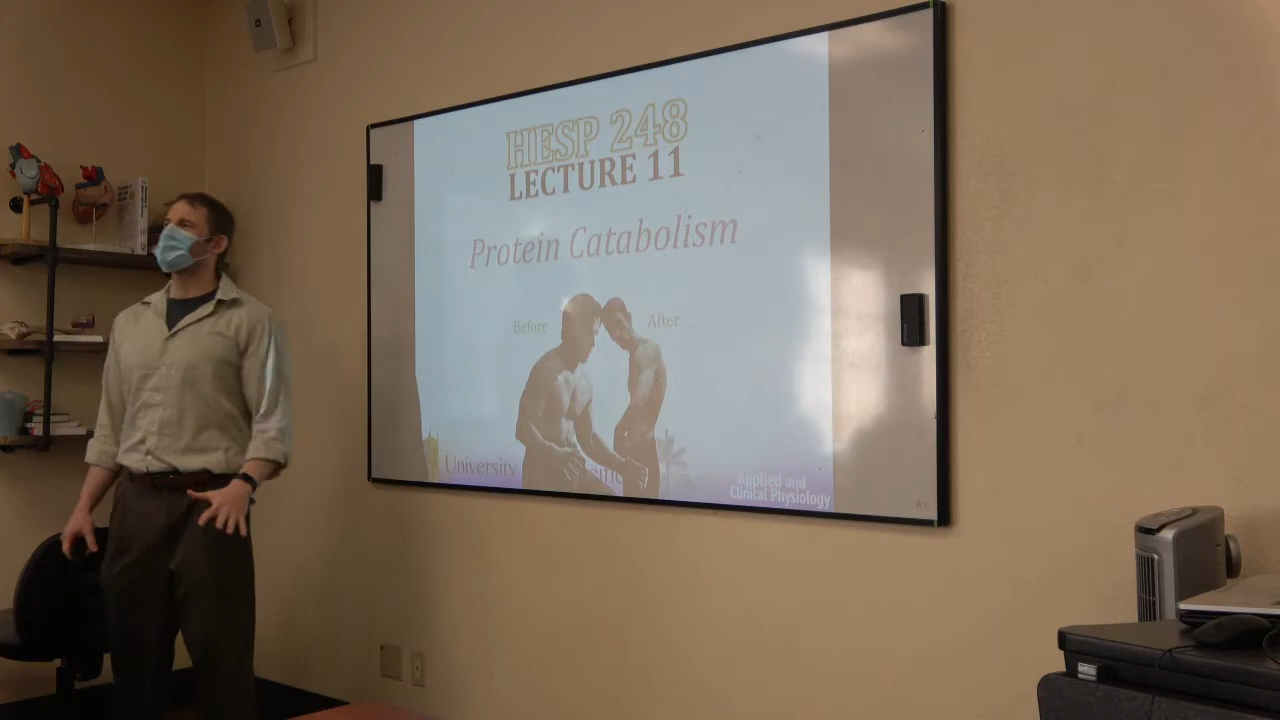 HESP 248
LECTURE 11
Protein Catabolism
Before
After
University
Applied and
Clinical Physiology